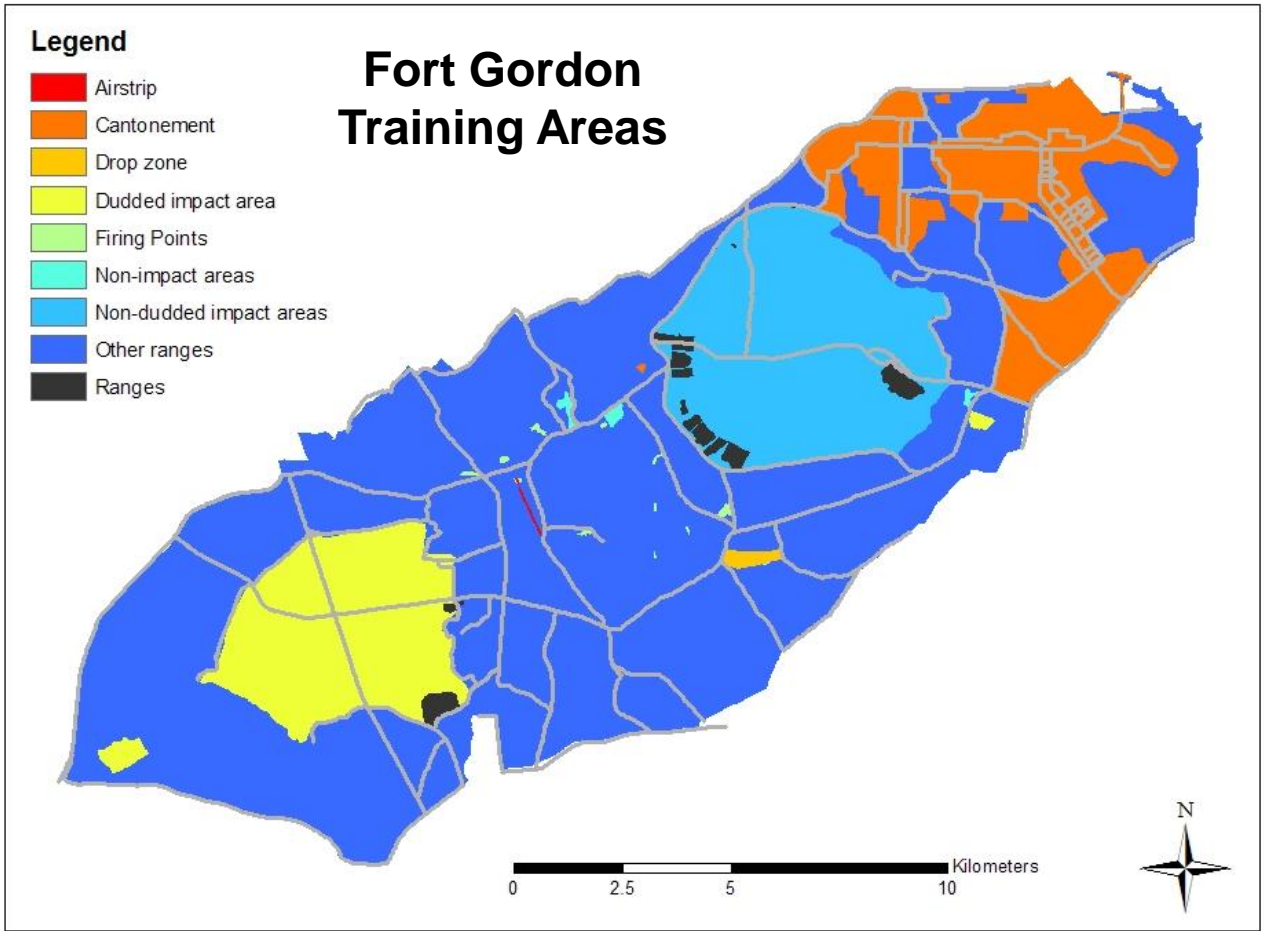 Legend
Fort Gordon
Training Areas
Airstrip
Cantonement
Drop zone
Dudded impact area
Firing Points
Non-impact areas
Non-dudded impact areas
Other ranges
Ranges
N
Kilometers
0 2.5 5 10